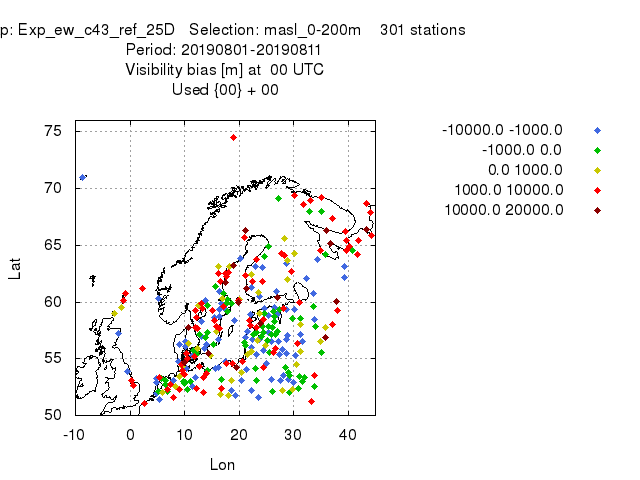 p: Exp_ew_c43_ref_25D Selection: masl_0-200m 301 stations
Period: 20190801-20190811
Visibility bias [m] at 00 UTC
Used {00} + 00
-10000.0 -1000.0
-1000.0 0.0
0.0 1000.0
1000.0 10000.0
10000.0 20000.0
75
70
65
60
55
50
Lat
-10 0 10 20 30 40
Lon